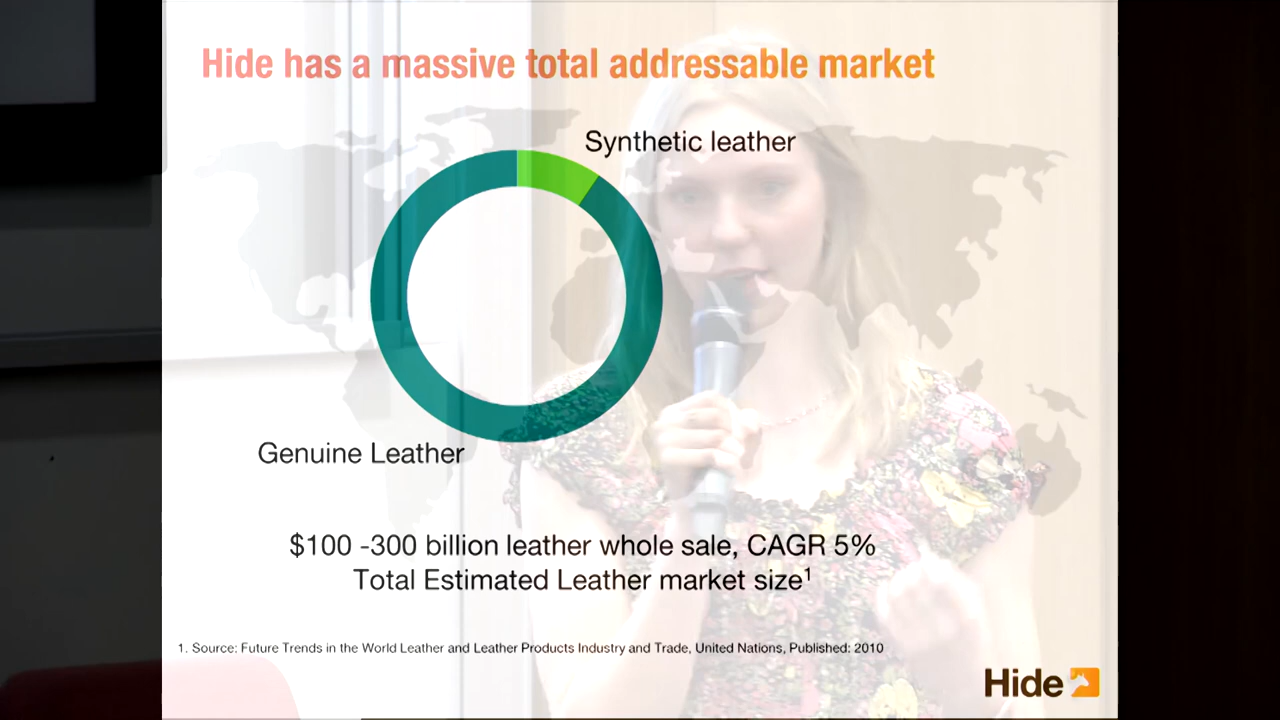 Hide has a massive total addressable market
Synthetic leather
Genuine Leather
$100 -300 billion leather whole sale, CAGR 5%
Total Estimated Leather market size¹
1. Source: Future Trends in the World Leather and Leather Products Industry and Trade, United Nations, Published: 2010
Hide